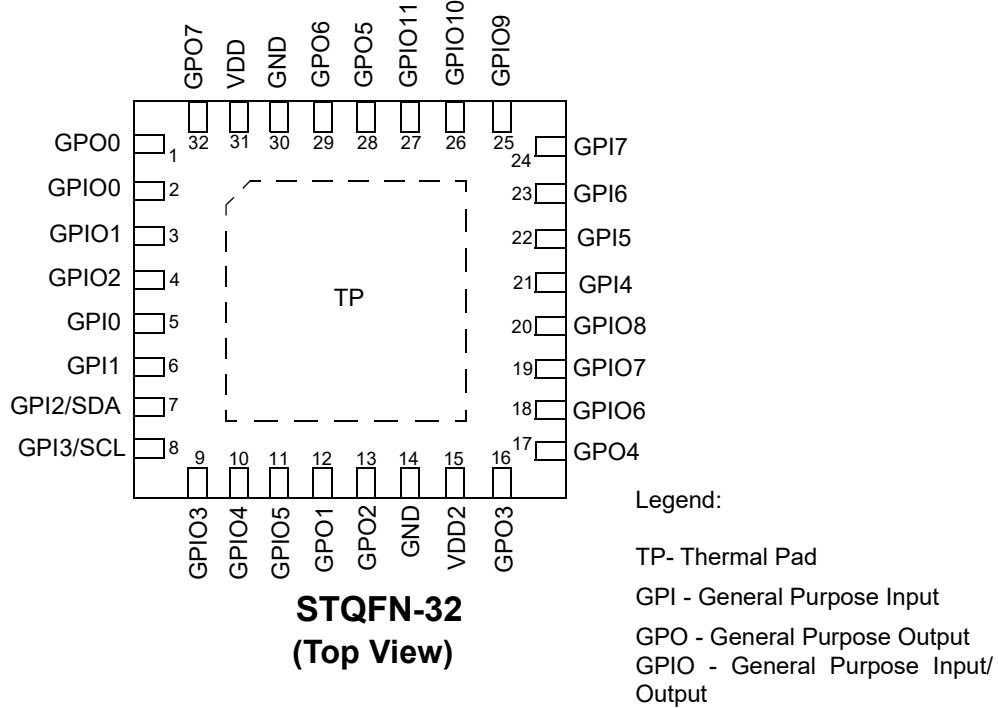 GPO7 VDD GND GPO6 GPO5 GPIO11 GPIO10 GPIO9
32 31 30 29 28 27 26 25
GPO0 1
GPIO0 2
GPIO1 3
GPIO2 4
GPI0 5
GPI1 6
GPI2/SDA 7
GPI3/SCL 8
TP
24 GPI7
23 GPI6
22 GPI5
21 GPI4
20 GPIO8
19 GPIO7
18 GPIO6
17 GPO4
9 10 11 12 13 14 15 16
GPIO3 GPIO4 GPIO5 GPO1 GPO2 GND VDD2 GPO3
STQFN-32
(Top View)
Legend:
TP- Thermal Pad
GPI - General Purpose Input
GPO - General Purpose Output
GPIO - General Purpose Input/
Output